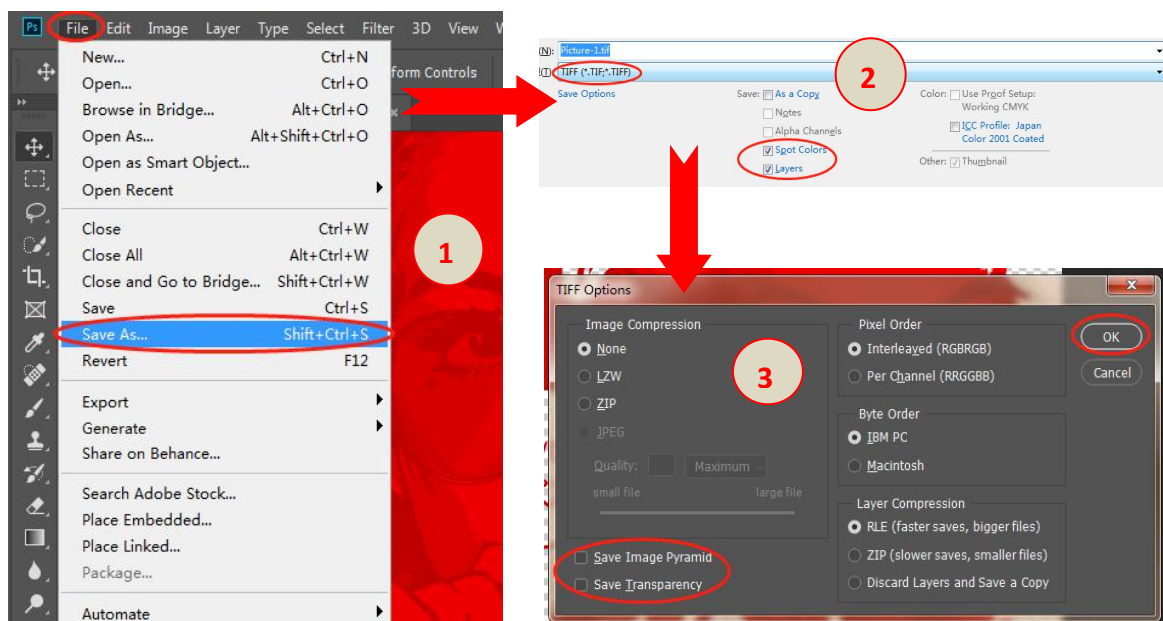 Ps File Edit Image Layer Type Select Filter 3D View
New... Ctrl+N
Open... Ctrl+O
Browse in Bridge... Alt+Ctrl+O
Open As... Alt+Shift+Ctrl+O
Open as Smart Object...
Open Recent
Close Ctrl+W
Close All Alt+Ctrl+W
Close and Go to Bridge... Shift+Ctrl+W
Save Ctrl+S
Save As... Shift+Ctrl+S
Revert F12
Export
Generate
Share on Behance...
Search Adobe Stock...
Place Embedded...
Place Linked...
Package...
Automate
form Controls
1
(N): Picture-1.tif
(T) TIFF (*.TIF;*.TIFF)
2
Save Options
Save: As a Copy
Notes
Alpha Channels
Spot Colors
Layers
Color: Use Proof Setup:
Working CMYK
ICC Profile: Japan
Color 2001 Coated
Other: Thumbnail
TIFF Options
Image Compression
None
LZW
ZIP
JPEG
Quality: Maximum
small file large file
Save Image Pyramid
Save Transparency
3
Pixel Order
Interleaved (RGBRGB)
Per Channel (RRGGBB)
Byte Order
IBM PC
Macintosh
Layer Compression
RLE (faster saves, bigger files)
ZIP (slower saves, smaller files)
Discard Layers and Save a Copy
OK
Cancel